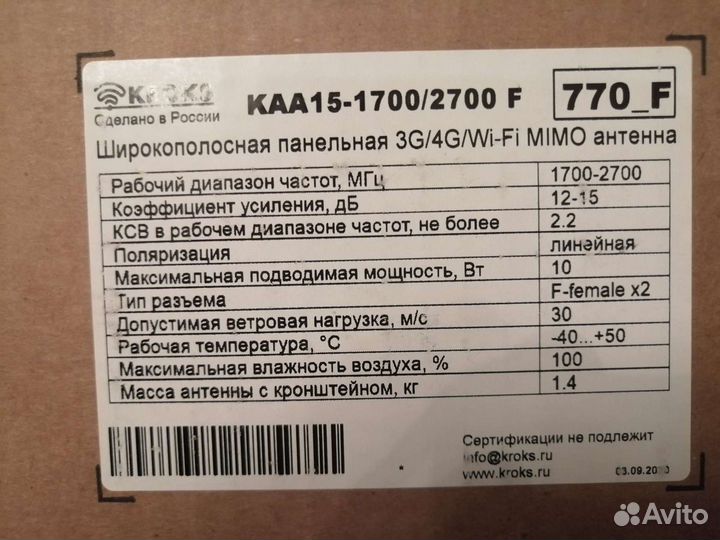 KROKS
Сделано в России
KAA15-1700/2700 F
770_F
Широкополосная панельная 3G/4G/Wi-Fi MIMO антенна
Рабочий диапазон частот, МГц 1700-2700
Коэффициент усиления, дБ 12-15
КСВ в рабочем диапазоне частот, не более 2.2
Поляризация линейная
Максимальная подводимая мощность, Вт 10
Тип разъема F-female x2
Допустимая ветровая нагрузка, м/с 30
Рабочая температура, °С -40...+50
Максимальная влажность воздуха, % 100
Масса антенны с кронштейном, кг 1.4
Сертификации не подлежит
info@kroks.ru
www.kroks.ru
*
Avito